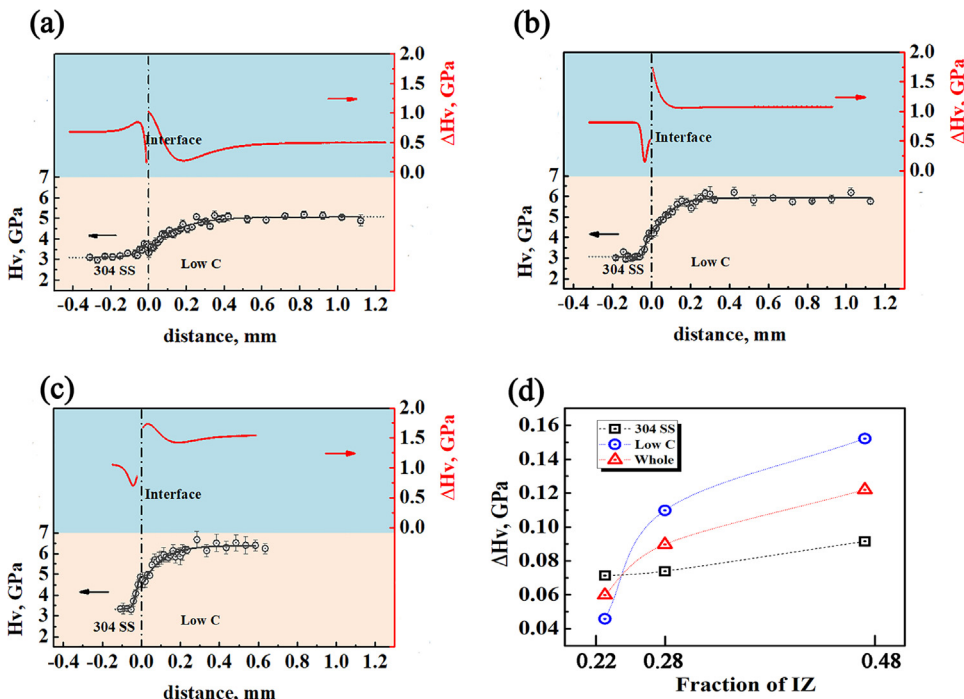 (a)
2.0
1.5
1.0
0.5
0.0
ΔHv, GPa
Interface
7
6
5
4
3
2
Hv, GPa
304 SS
Low C
-0.4 -0.2 0.0 0.2 0.4 0.6 0.8 1.0 1.2
distance, mm
(b)
2.0
1.5
1.0
0.5
0.0
ΔHv, GPa
Interface
7
6
5
4
3
2
Hv, GPa
304 SS
Low C
-0.4 -0.2 0.0 0.2 0.4 0.6 0.8 1.0 1.2
distance, mm
(c)
2.0
1.5
1.0
0.5
0.0
ΔHv, GPa
Interface
7
6
5
4
3
2
Hv, GPa
304 SS
Low C
-0.4 -0.2 0.0 0.2 0.4 0.6 0.8 1.0 1.2
distance, mm
(d)
304 SS
Low C
Whole
0.16
0.14
0.12
0.10
0.08
0.06
0.04
ΔHv, GPa
0.22 0.28 0.48
Fraction of IZ